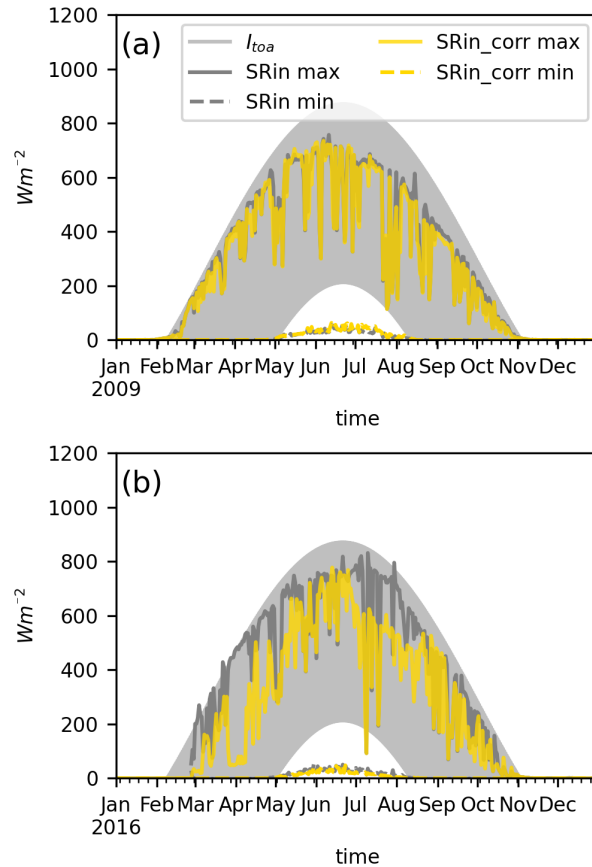 (a)
I_toa
SRin max
SRin min
SRin_corr max
SRin_corr min
1200
1000
800
600
400
200
0
Wm⁻²
Jan Feb Mar Apr May Jun Jul Aug Sep Oct Nov Dec
2009
time
(b)
1200
1000
800
600
400
200
0
Wm⁻²
Jan Feb Mar Apr May Jun Jul Aug Sep Oct Nov Dec
2016
time